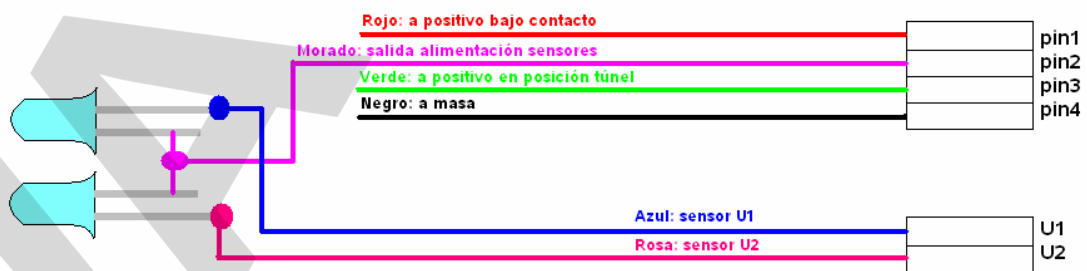 Rojo: a positivo bajo contacto
pin1
Morado: salida alimentación sensores
pin2
Verde: a positivo en posición túnel
pin3
Negro: a masa
pin4
Azul: sensor U1
U1
Rosa: sensor U2
U2